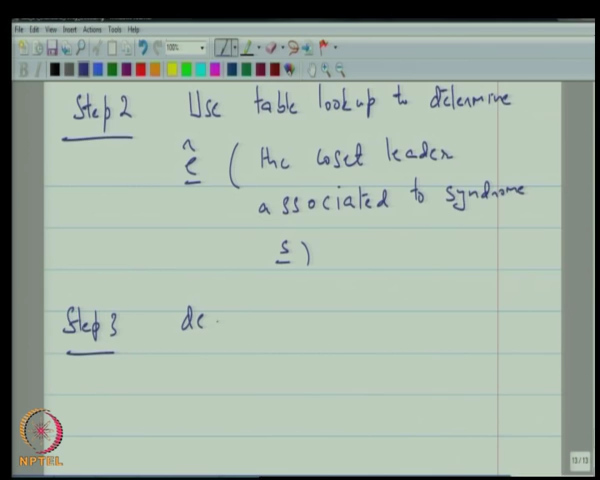 File Edit View Insert Actions Tools Help
100%
Step 2 Use table lookup to determine
ê ( the coset leader
associated to syndrome
s )
Step 3 de
NPTEL
13/13